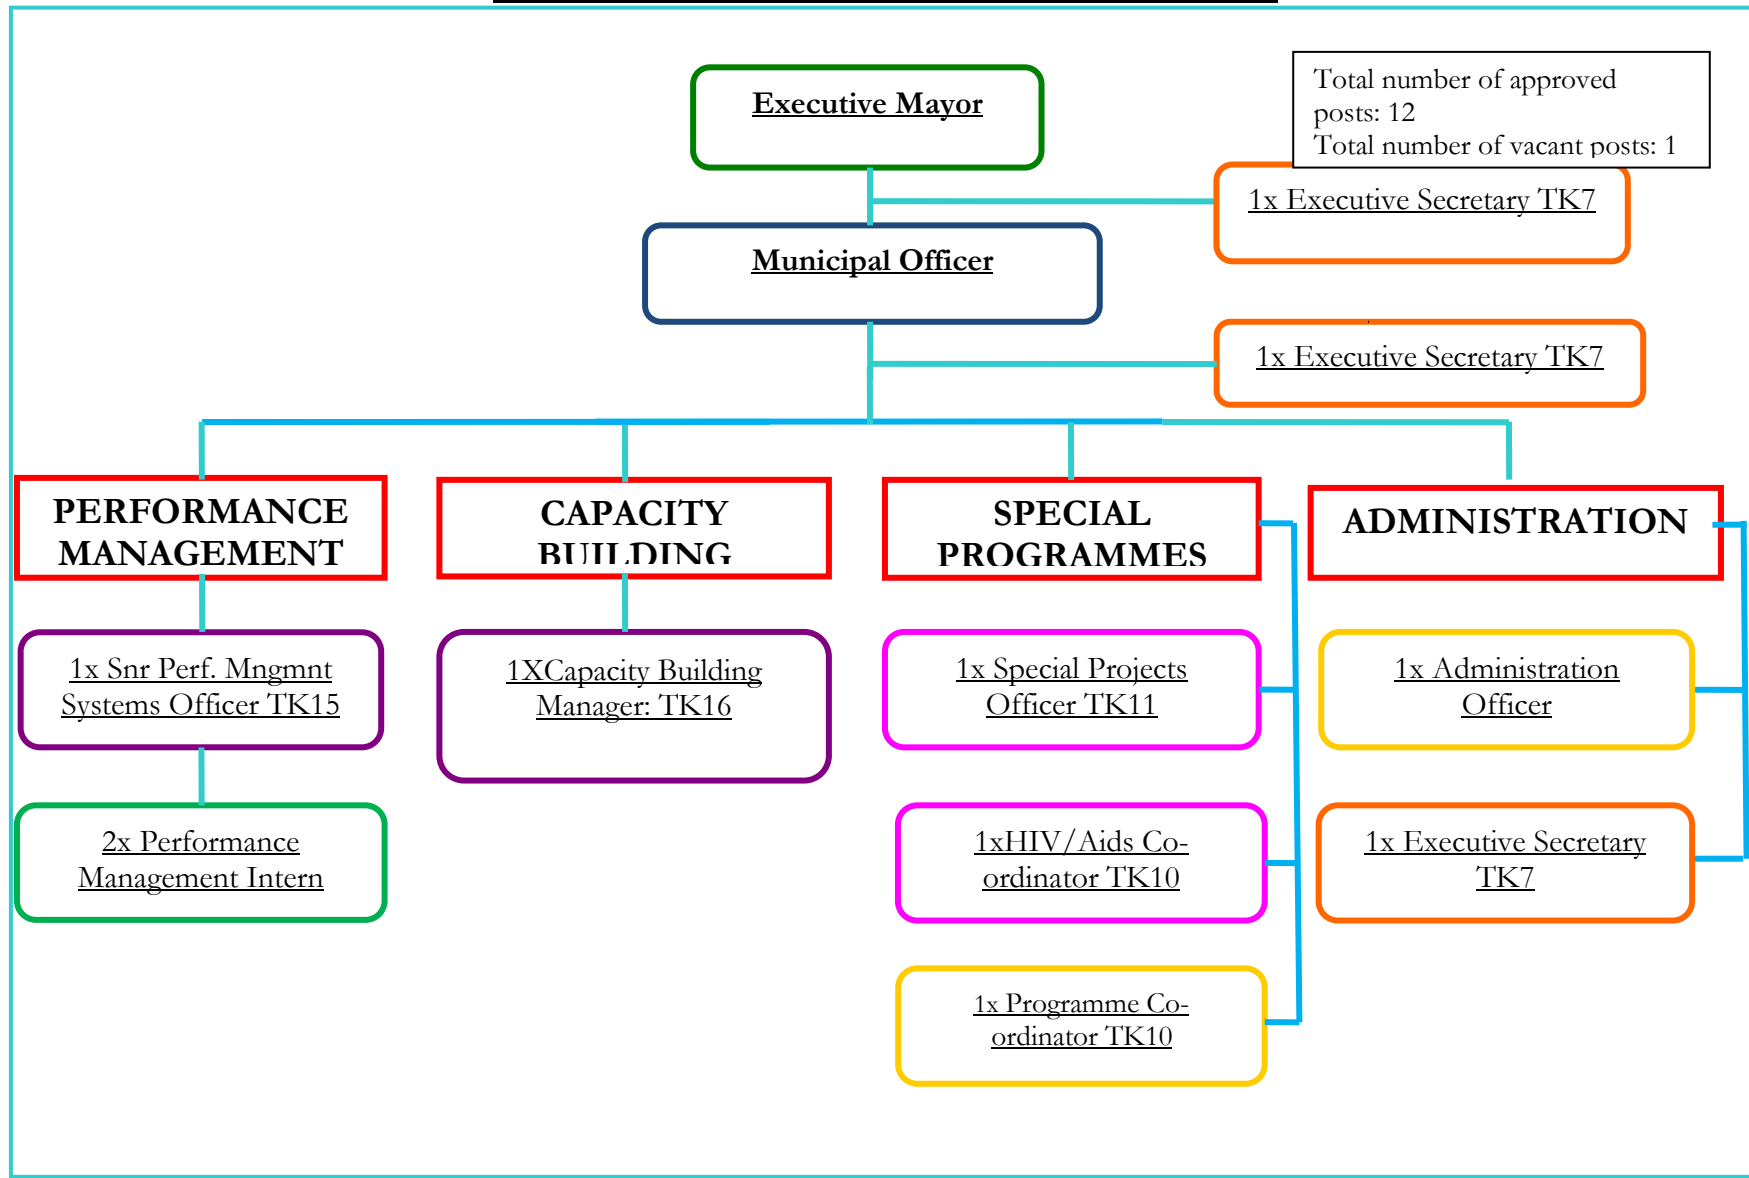 Executive Mayor
Total number of approved
posts: 12
Total number of vacant posts: 1
1x Executive Secretary TK7
Municipal Officer
1x Executive Secretary TK7
PERFORMANCE
MANAGEMENT
CAPACITY
BUILDING
SPECIAL
PROGRAMMES
ADMINISTRATION
1x Snr Perf. Mngmnt
Systems Officer TK15
1XCapacity Building
Manager: TK16
1x Special Projects
Officer TK11
1x Administration
Officer
2x Performance
Management Intern
1xHIV/Aids Co-
ordinator TK10
1x Executive Secretary
TK7
1x Programme Co-
ordinator TK10